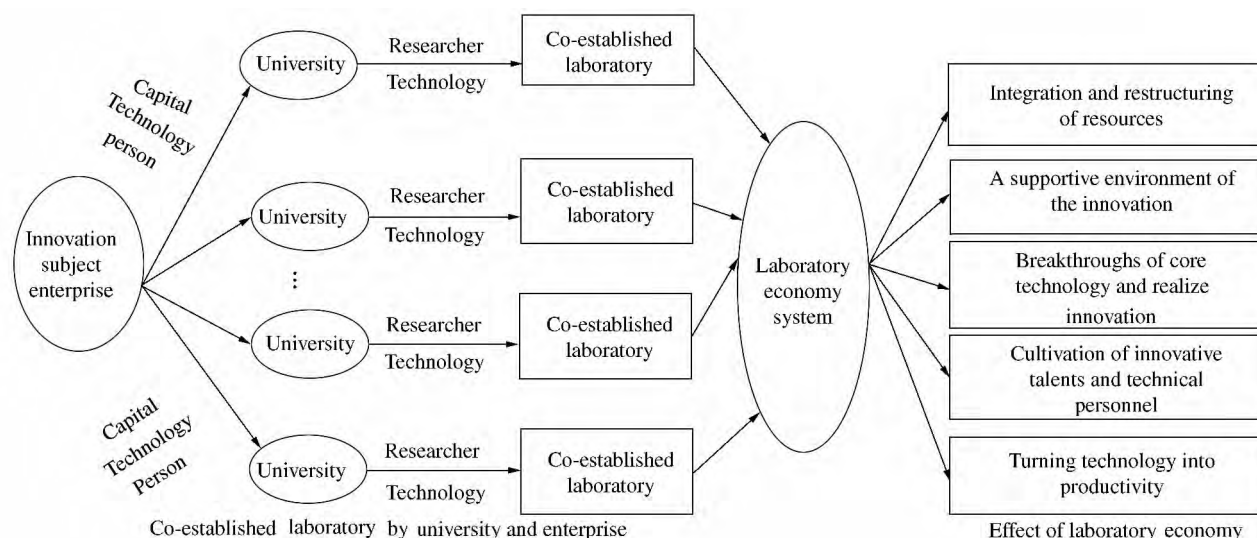 Capital
Technology
person
Innovation
subject
enterprise
Capital
Technology
Person
University
Researcher
Technology
Co-established
laboratory
University
Researcher
Technology
Co-established
laboratory
...
University
Researcher
Technology
Co-established
laboratory
University
Researcher
Technology
Co-established
laboratory
Co-established laboratory by university and enterprise
Laboratory
economy
system
Integration and restructuring
of resources
A supportive environment of
the innovation
Breakthroughs of core
technology and realize
innovation
Cultivation of innovative
talents and technical
personnel
Turning technology into
productivity
Effect of laboratory economy